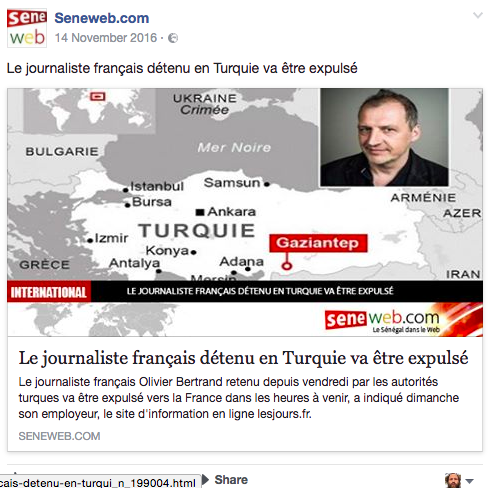 sene
web
Seneweb.com
14 November 2016 ·
Le journaliste français détenu en Turquie va être expulsé
UKRAINE
Crimée
BULGARIE
Mer Noire
Istanbul
Samsun
Bursa
ARMÉNIE
Ankara
AZER
TURQUIE
Izmir
Konya
Gaziantep
GRÈCE
Antalya
Adana
Mersin
IRAN
INTERNATIONAL
LE JOURNALISTE FRANÇAIS DÉTENU EN TURQUIE VA ÊTRE EXPULSÉ
seneweb.com
Le Sénégal dans le Web
Le journaliste français détenu en Turquie va être expulsé
Le journaliste français Olivier Bertrand retenu depuis vendredi par les autorités
turques va être expulsé vers la France dans les heures à venir, a indiqué dimanche
son employeur, le site d'information en ligne lesjours.fr.
SENEWEB.COM
cais-detenu-en-turqui_n_199004.html
Share